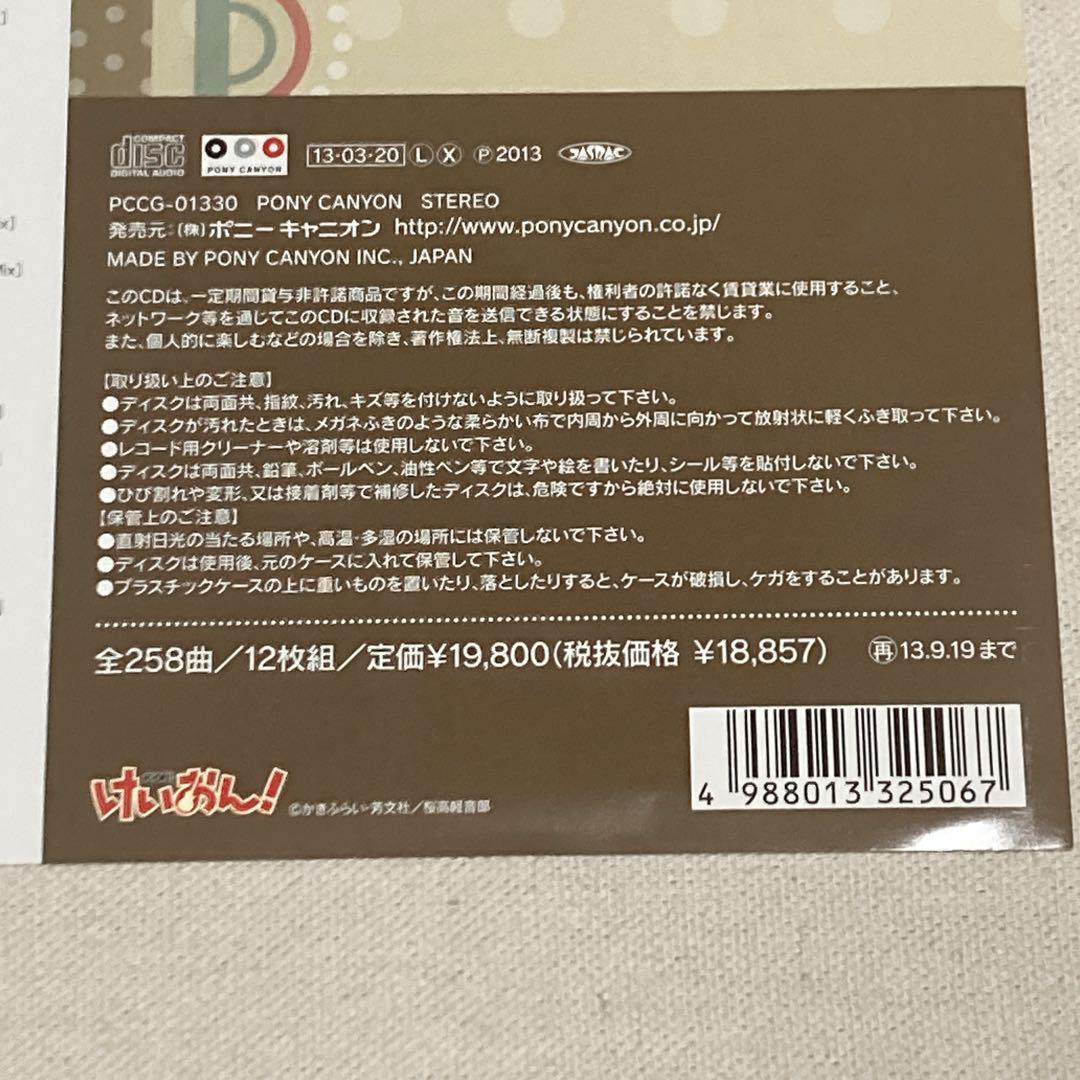 x]
Mix]
COMPACT
disc
DIGITAL AUDIO
PONY CANYON
13・03・20 L X Ⓟ2013 JASRAC
PCCG-01330 PONY CANYON STEREO
発売元:(株)ポニーキャニオン http://www.ponycanyon.co.jp/
MADE BY PONY CANYON INC., JAPAN
このCDは、一定期間貸与非許諾商品ですが、この期間経過後も、権利者の許諾なく賃貸業に使用すること、
ネットワーク等を通じてこのCDに収録された音を送信できる状態にすることを禁じます。
また、個人的に楽しむなどの場合を除き、著作権法上、無断複製は禁じられています。
【取り扱い上のご注意】
●ディスクは両面共、指紋、汚れ、キズ等を付けないように取り扱って下さい。
●ディスクが汚れたときは、メガネふきのような柔らかい布で内周から外周に向かって放射状に軽くふき取って下さい。
●レコード用クリーナーや溶剤等は使用しないで下さい。
●ディスクは両面共、鉛筆、ボールペン、油性ペン等で文字や絵を書いたり、シール等を貼付しないで下さい。
●ひび割れや変形、又は接着剤等で補修したディスクは、危険ですから絶対に使用しないで下さい。
【保管上のご注意】
●直射日光の当たる場所や、高温・多湿の場所には保管しないで下さい。
●ディスクは使用後、元のケースに入れて保管して下さい。
●プラスチックケースの上に重いものを置いたり、落としたりすると、ケースが破損し、ケガをすることがあります。
全258曲／12枚組／定価¥19,800(税抜価格 ¥18,857) 再13.9.19まで
けいおん!
©かきふらい・芳文社／桜高軽音部
4 988013 325067